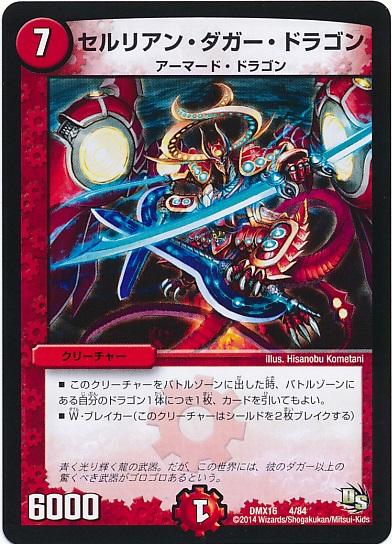 7
セルリアン・ダガー・ドラゴン
アーマード・ドラゴン
illus. Hisanobu Kometani
クリーチャー
■ このクリーチャーをバトルゾーンに出した時、バトルゾーンに
ある自分のドラゴン1体につき1枚、カードを引いてもよい。
■ W・ブレイカー(このクリーチャーはシールドを2枚ブレイクする)
青く光り輝く龍の武器。だが、この世界には、彼のダガー以上の
驚くべき武器がゴロゴロあるという。
6000
1
DMX16 4/84
©2014 Wizards/Shogakukan/Mitsui-Kids
DS